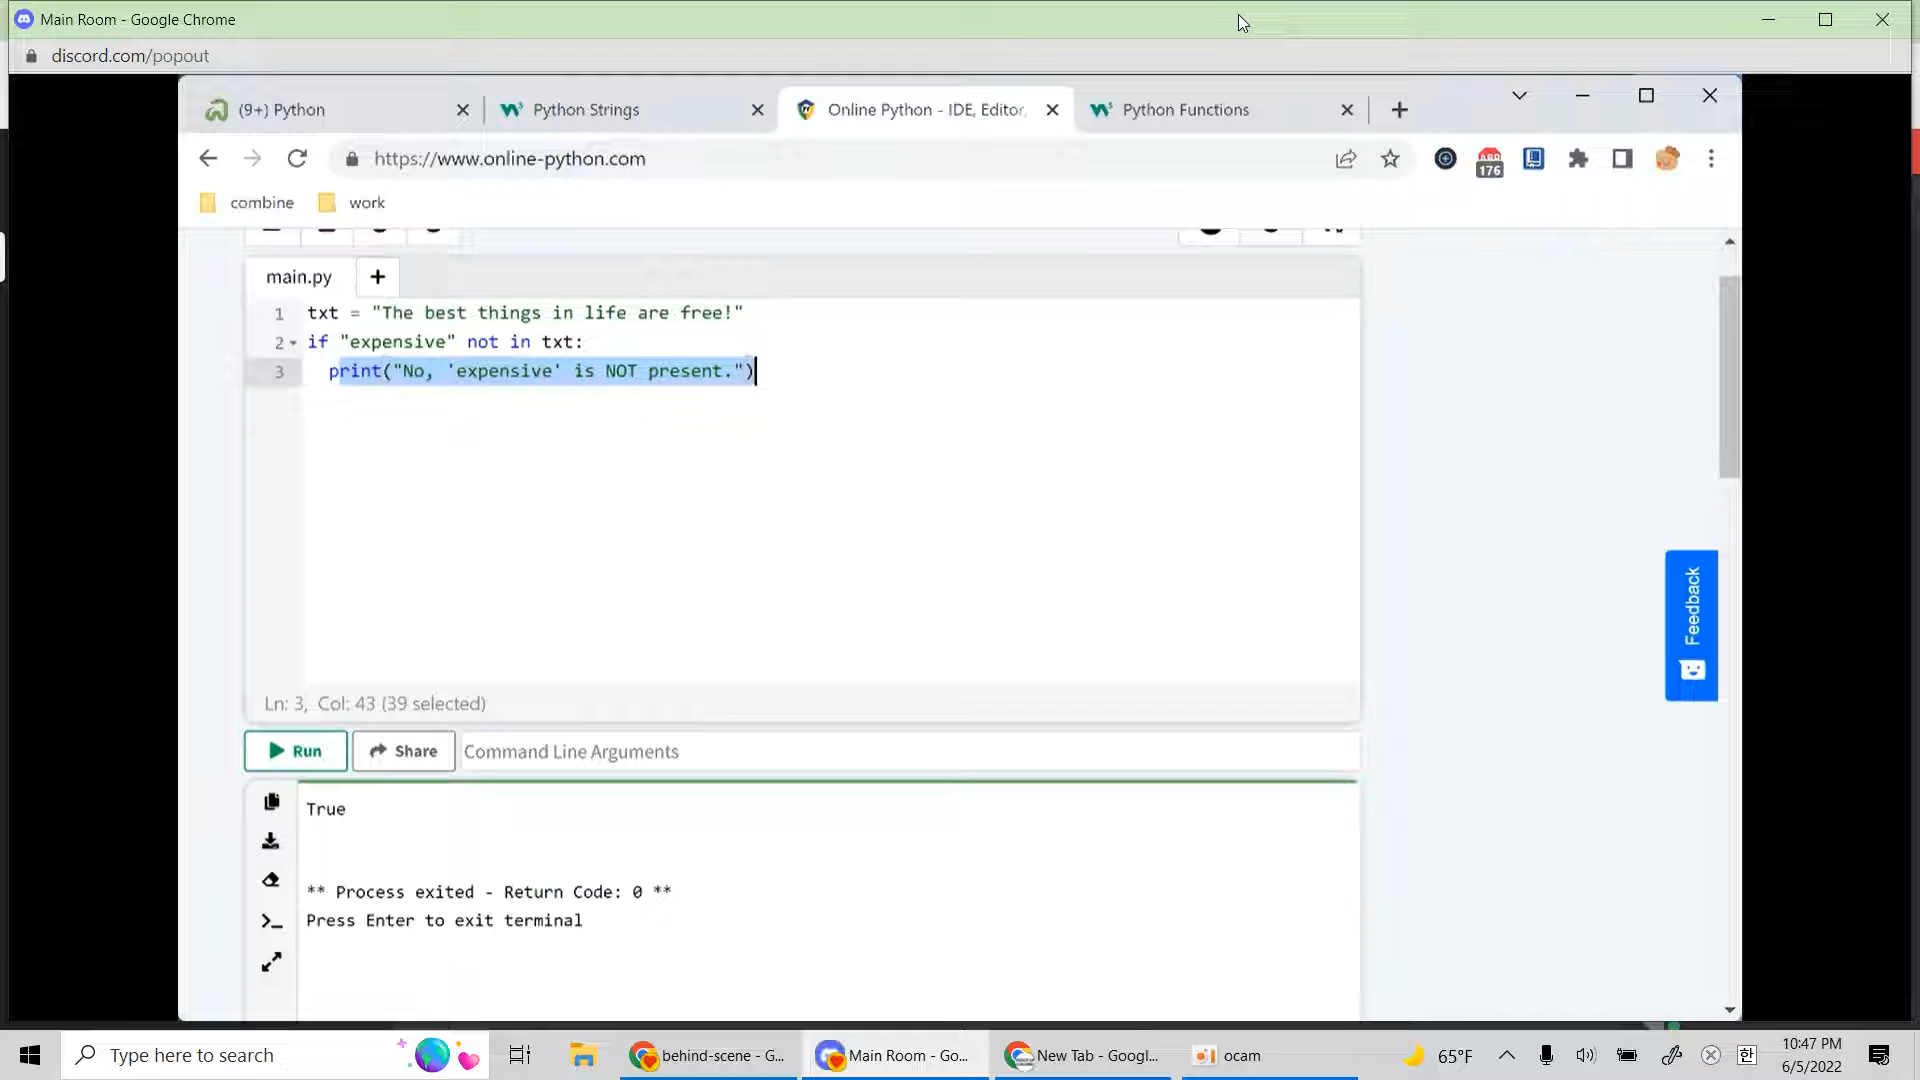 Main Room - Google Chrome
discord.com/popout
(9+) Python
Python Strings
Online Python - IDE, Editor,
Python Functions
https://www.online-python.com
176
combine
work
main.py
1 txt = "The best things in life are free!"
2 if "expensive" not in txt:
3 print("No, 'expensive' is NOT present.")
Feedback
Ln: 3, Col: 43 (39 selected)
Run
Share
Command Line Arguments
True
** Process exited - Return Code: 0 **
Press Enter to exit terminal
Type here to search
behind-scene - G...
Main Room - Go...
New Tab - Googl...
ocam
65°F
한
10:47 PM
6/5/2022